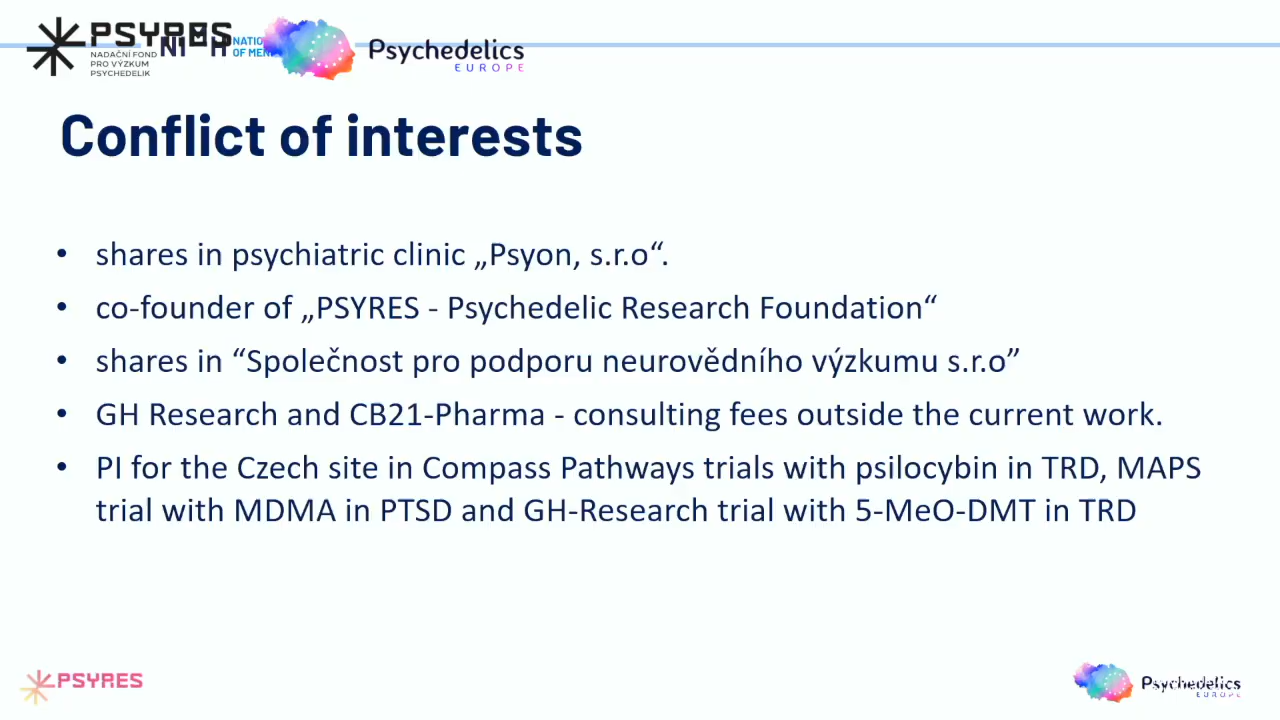 PSYRES
NADAČNÍ FOND
PRO VÝZKUM
PSYCHEDELIK
Psychedelics
EUROPE
Conflict of interests
• shares in psychiatric clinic „Psyon, s.r.o“.
• co-founder of „PSYRES - Psychedelic Research Foundation“
• shares in “Společnost pro podporu neurovědního výzkumu s.r.o”
• GH Research and CB21-Pharma - consulting fees outside the current work.
• PI for the Czech site in Compass Pathways trials with psilocybin in TRD, MAPS
trial with MDMA in PTSD and GH-Research trial with 5-MeO-DMT in TRD
PSYRES
Psychedelics
EUROPE